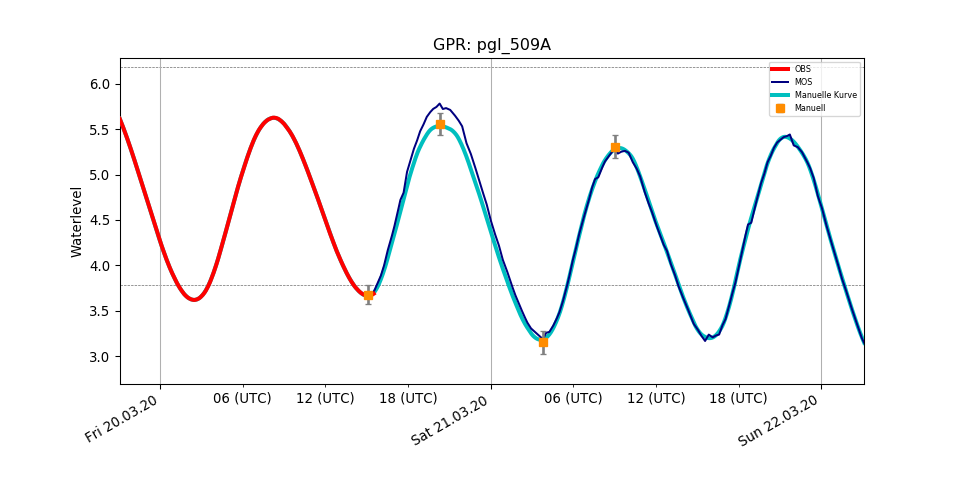 GPR: pgl_509A
OBS
MOS
Manuelle Kurve
Manuell
Waterlevel
6.0
5.5
5.0
4.5
4.0
3.5
3.0
Fri 20.03.20
06 (UTC)
12 (UTC)
18 (UTC)
Sat 21.03.20
06 (UTC)
12 (UTC)
18 (UTC)
Sun 22.03.20